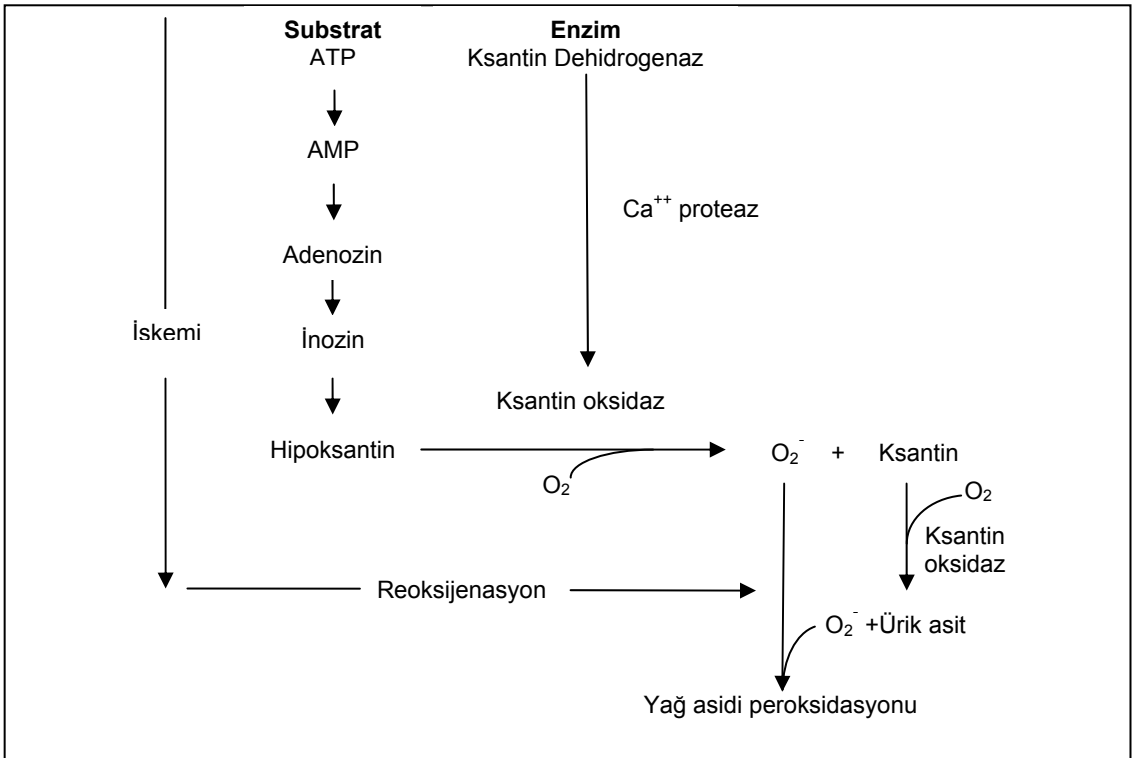 Substrat Enzim
ATP Ksantin Dehidrogenaz
AMP
Ca++ proteaz
Adenozin
İskemi İnozin
Ksantin oksidaz
Hipoksantin O2- + Ksantin
O2 O2
Ksantin
oksidaz
Reoksijenasyon
O2- +Ürik asit
Yağ asidi peroksidasyonu